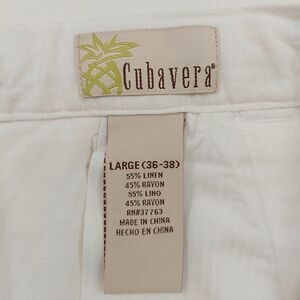 Cubavera®
LARGE (36-38)
55% LINEN
45% RAYON
55% LINO
45% RAYON
RN#37763
MADE IN CHINA
HECHO EN CHINA